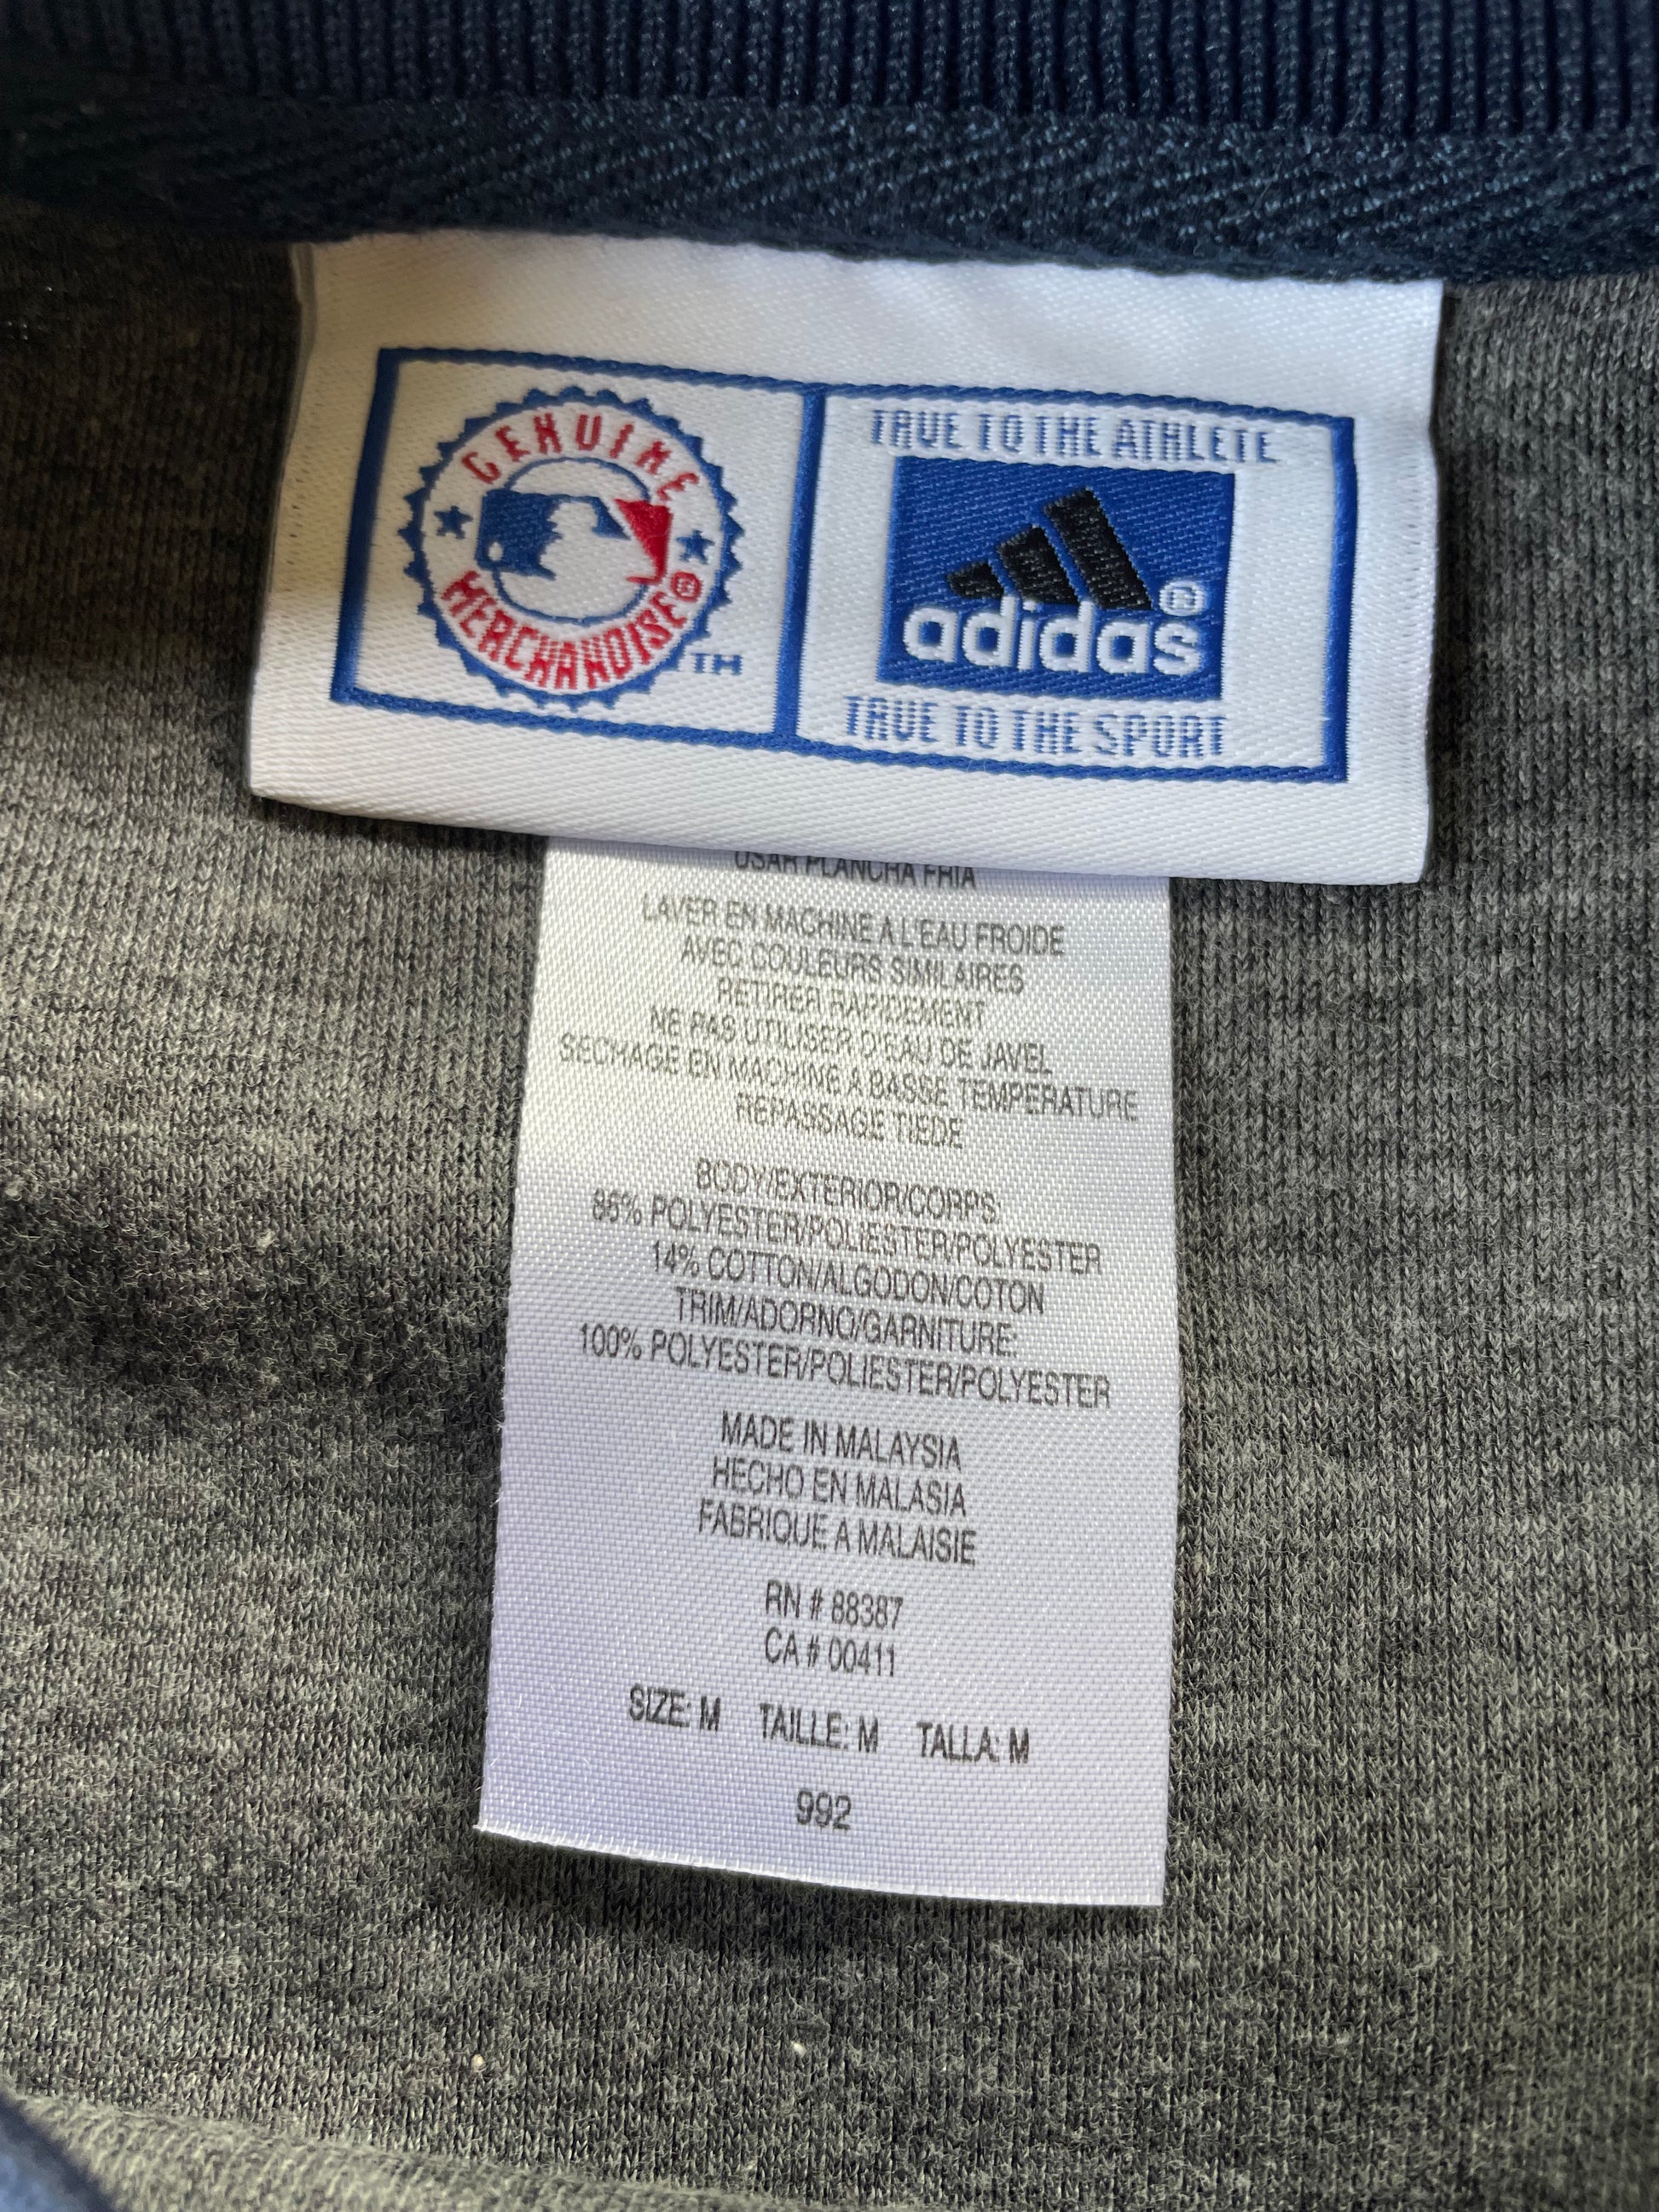 GENUINE
MERCHANDISE®
TM
TRUE TO THE ATHLETE
adidas®
TRUE TO THE SPORT
USAR PLANCHA FRIA
LAVER EN MACHINE A L'EAU FROIDE
AVEC COULEURS SIMILAIRES
RETIRER RAPIDEMENT
NE PAS UTILISER D'EAU DE JAVEL
SECHAGE EN MACHINE A BASSE TEMPERATURE
REPASSAGE TIEDE
BODY/EXTERIOR/CORPS
86% POLYESTER/POLIESTER/POLYESTER
14% COTTON/ALGODON/COTON
TRIM/ADORNO/GARNITURE:
100% POLYESTER/POLIESTER/POLYESTER
MADE IN MALAYSIA
HECHO EN MALASIA
FABRIQUE A MALAISIE
RN # 88387
CA # 00411
SIZE: M TAILLE: M TALLA: M
992